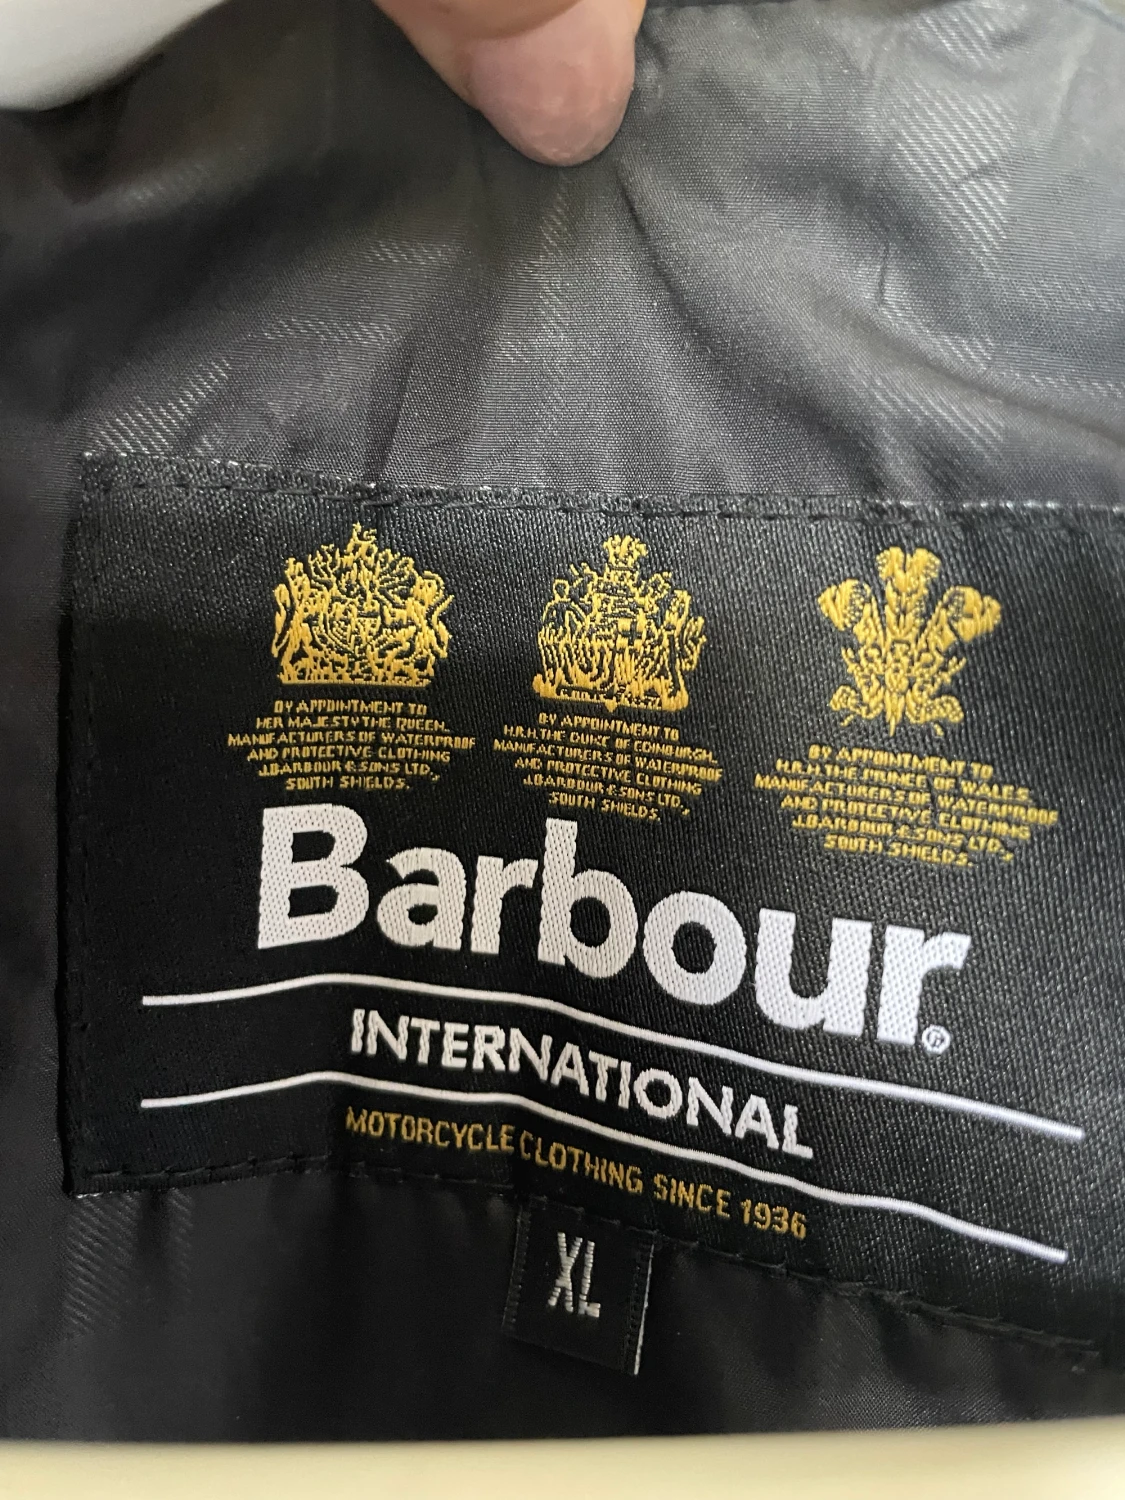 BY APPOINTMENT TO
HER MAJESTY THE QUEEN.
MANUFACTURERS OF WATERPROOF
AND PROTECTIVE CLOTHING
J.BARBOUR & SONS LTD.,
SOUTH SHIELDS.
BY APPOINTMENT TO
H.R.H. THE DUKE OF EDINBURGH.
MANUFACTURERS OF WATERPROOF
AND PROTECTIVE CLOTHING
J.BARBOUR & SONS LTD.,
SOUTH SHIELDS.
BY APPOINTMENT TO
H.R.H. THE PRINCE OF WALES.
MANUFACTURERS OF WATERPROOF
AND PROTECTIVE CLOTHING
J.BARBOUR & SONS LTD.,
SOUTH SHIELDS.
Barbour®
INTERNATIONAL
MOTORCYCLE CLOTHING SINCE 1936
XL